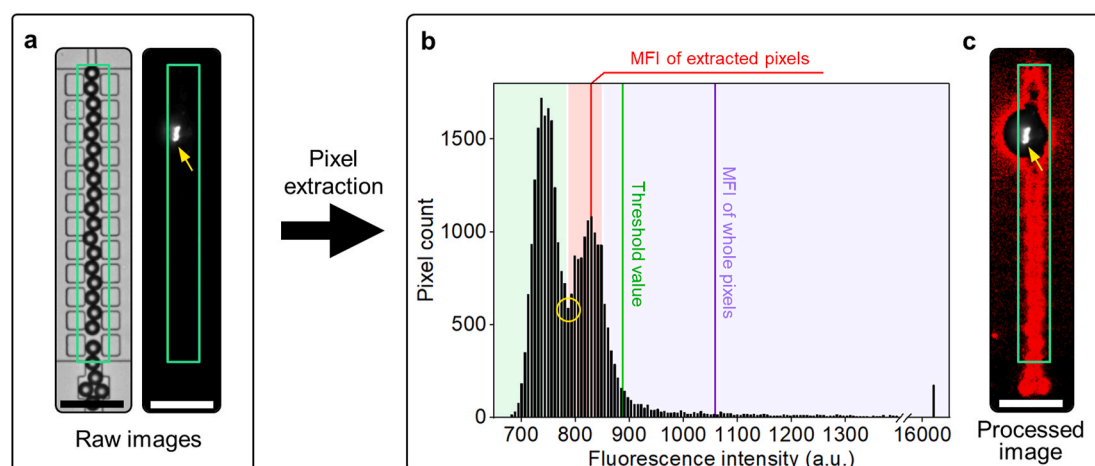 a
Raw images
Pixel
extraction
b
MFI of extracted pixels
Pixel count
1500
1000
500
0
Threshold value
MFI of whole
pixels
700
800
900
1000
1100
1200
1300
16000
Fluorescence intensity (a.u.)
c
Processed
image